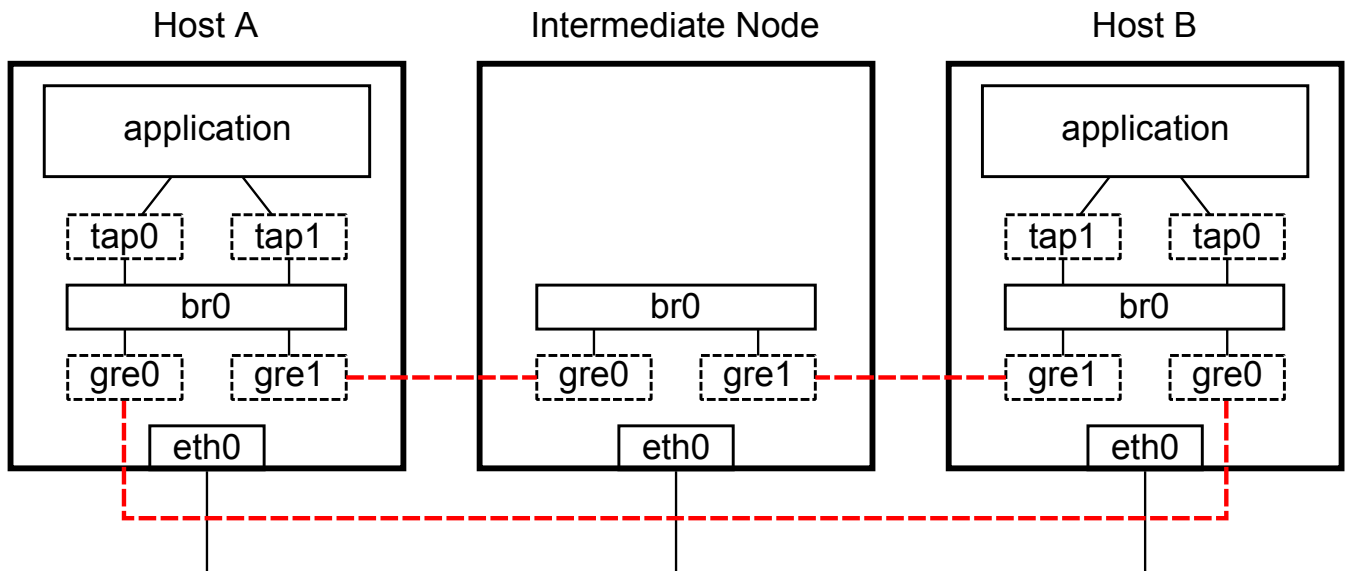 Host A
Intermediate Node
Host B
application
application
tap0
tap1
tap1
tap0
br0
br0
br0
gre0
gre1
gre0
gre1
gre1
gre0
eth0
eth0
eth0